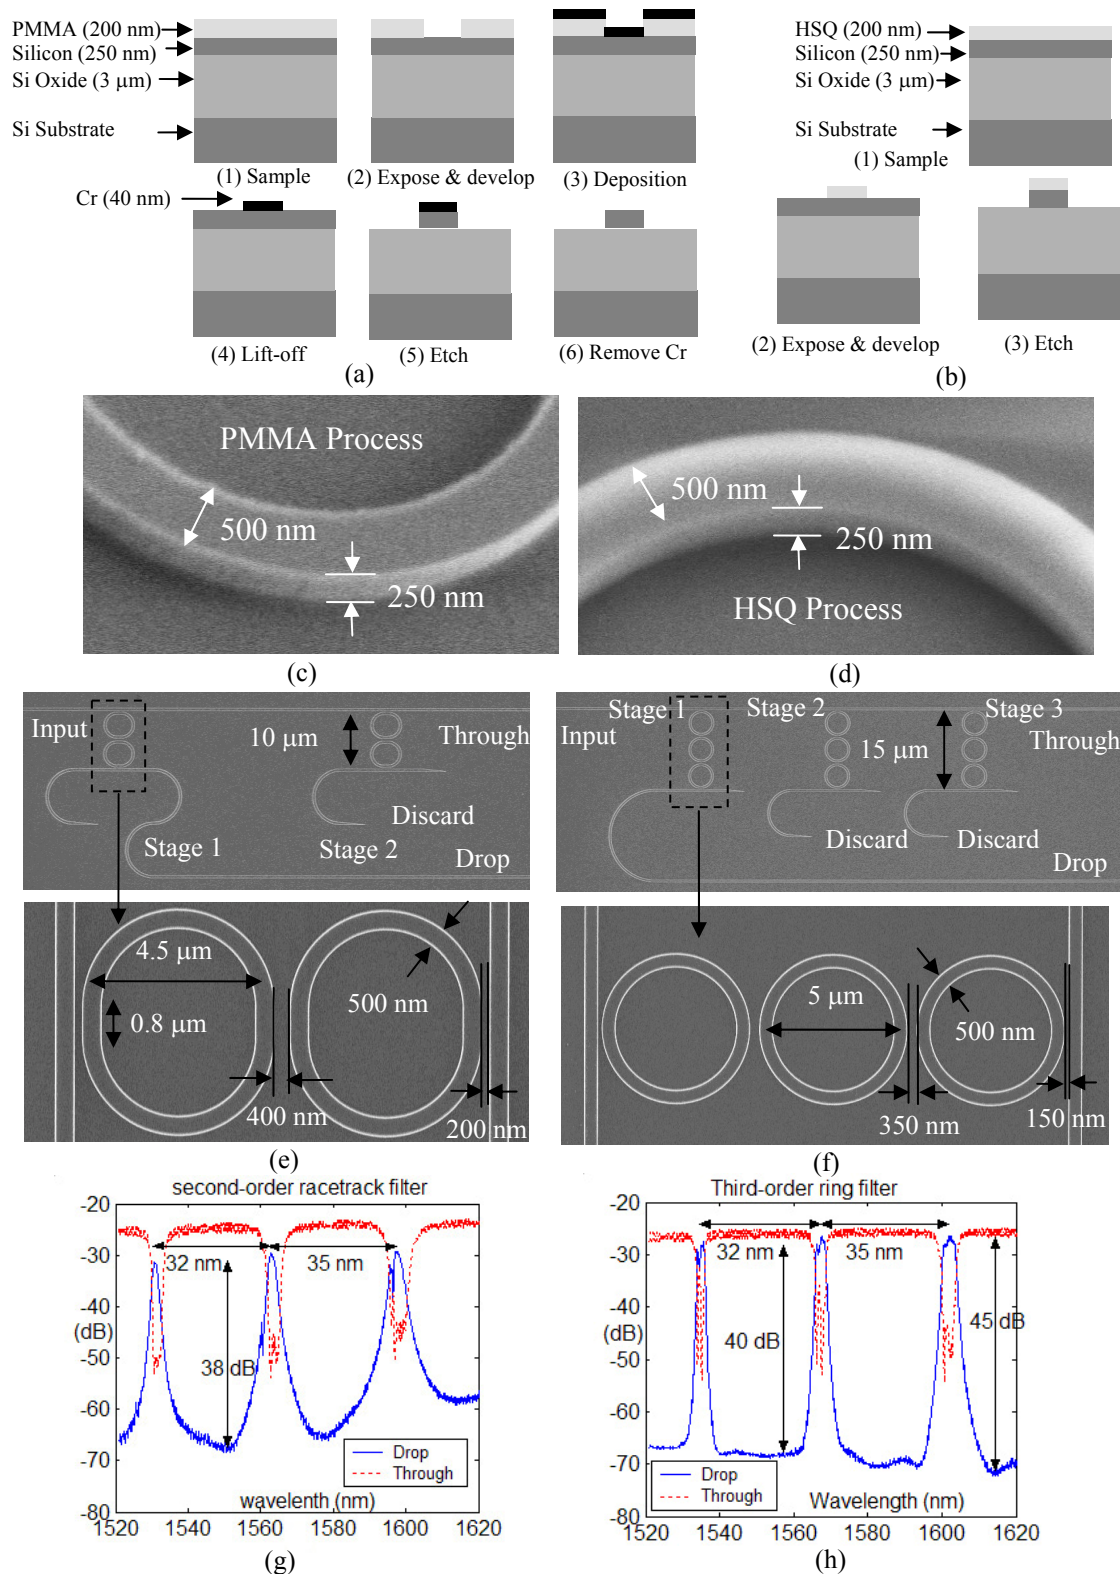 PMMA (200 nm)
Silicon (250 nm)
Si Oxide (3 μm)
Si Substrate
(1) Sample
(2) Expose & develop
(3) Deposition
Cr (40 nm)
(4) Lift-off
(5) Etch
(6) Remove Cr
(a)
HSQ (200 nm)
Silicon (250 nm)
Si Oxide (3 μm)
Si Substrate
(1) Sample
(2) Expose & develop
(3) Etch
(b)
PMMA Process
500 nm
250 nm
(c)
500 nm
250 nm
HSQ Process
(d)
Input
10 μm
Through
Discard
Stage 1
Stage 2
Drop
4.5 μm
0.8 μm
500 nm
400 nm
200 nm
(e)
Stage 1
Stage 2
Stage 3
Input
15 μm
Through
Discard
Discard
Drop
5 μm
500 nm
350 nm
150 nm
(f)
second-order racetrack filter
-20
-30
-40
(dB)
-50
-60
-70
-80
32 nm
35 nm
38 dB
Drop
Through
wavelenth (nm)
1520
1540
1560
1580
1600
1620
(g)
Third-order ring filter
-20
-30
-40
(dB)
-50
-60
-70
-80
32 nm
35 nm
40 dB
45 dB
Drop
Through
Wavelength (nm)
1520
1540
1560
1580
1600
1620
(h)